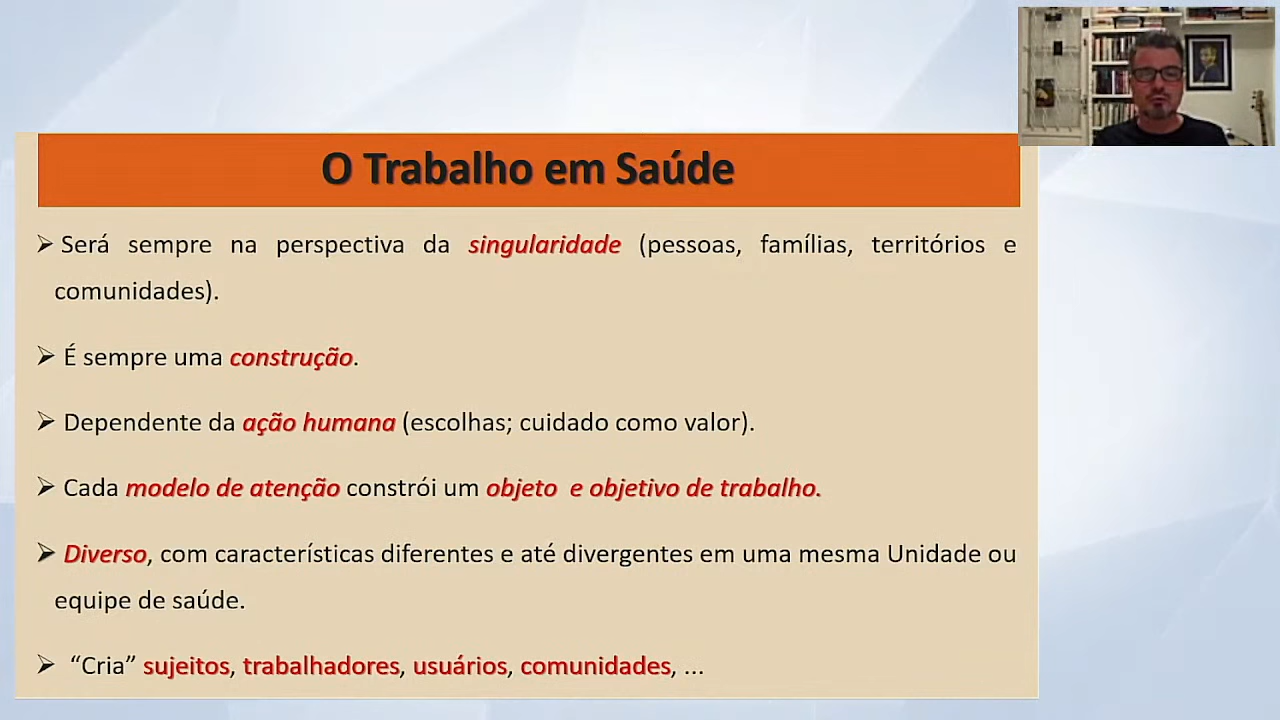 O Trabalho em Saúde
➢ Será sempre na perspectiva da singularidade (pessoas, famílias, territórios e
comunidades).
➢ É sempre uma construção.
➢ Dependente da ação humana (escolhas; cuidado como valor).
➢ Cada modelo de atenção constrói um objeto e objetivo de trabalho.
➢ Diverso, com características diferentes e até divergentes em uma mesma Unidade ou
equipe de saúde.
➢ “Cria” sujeitos, trabalhadores, usuários, comunidades, ...